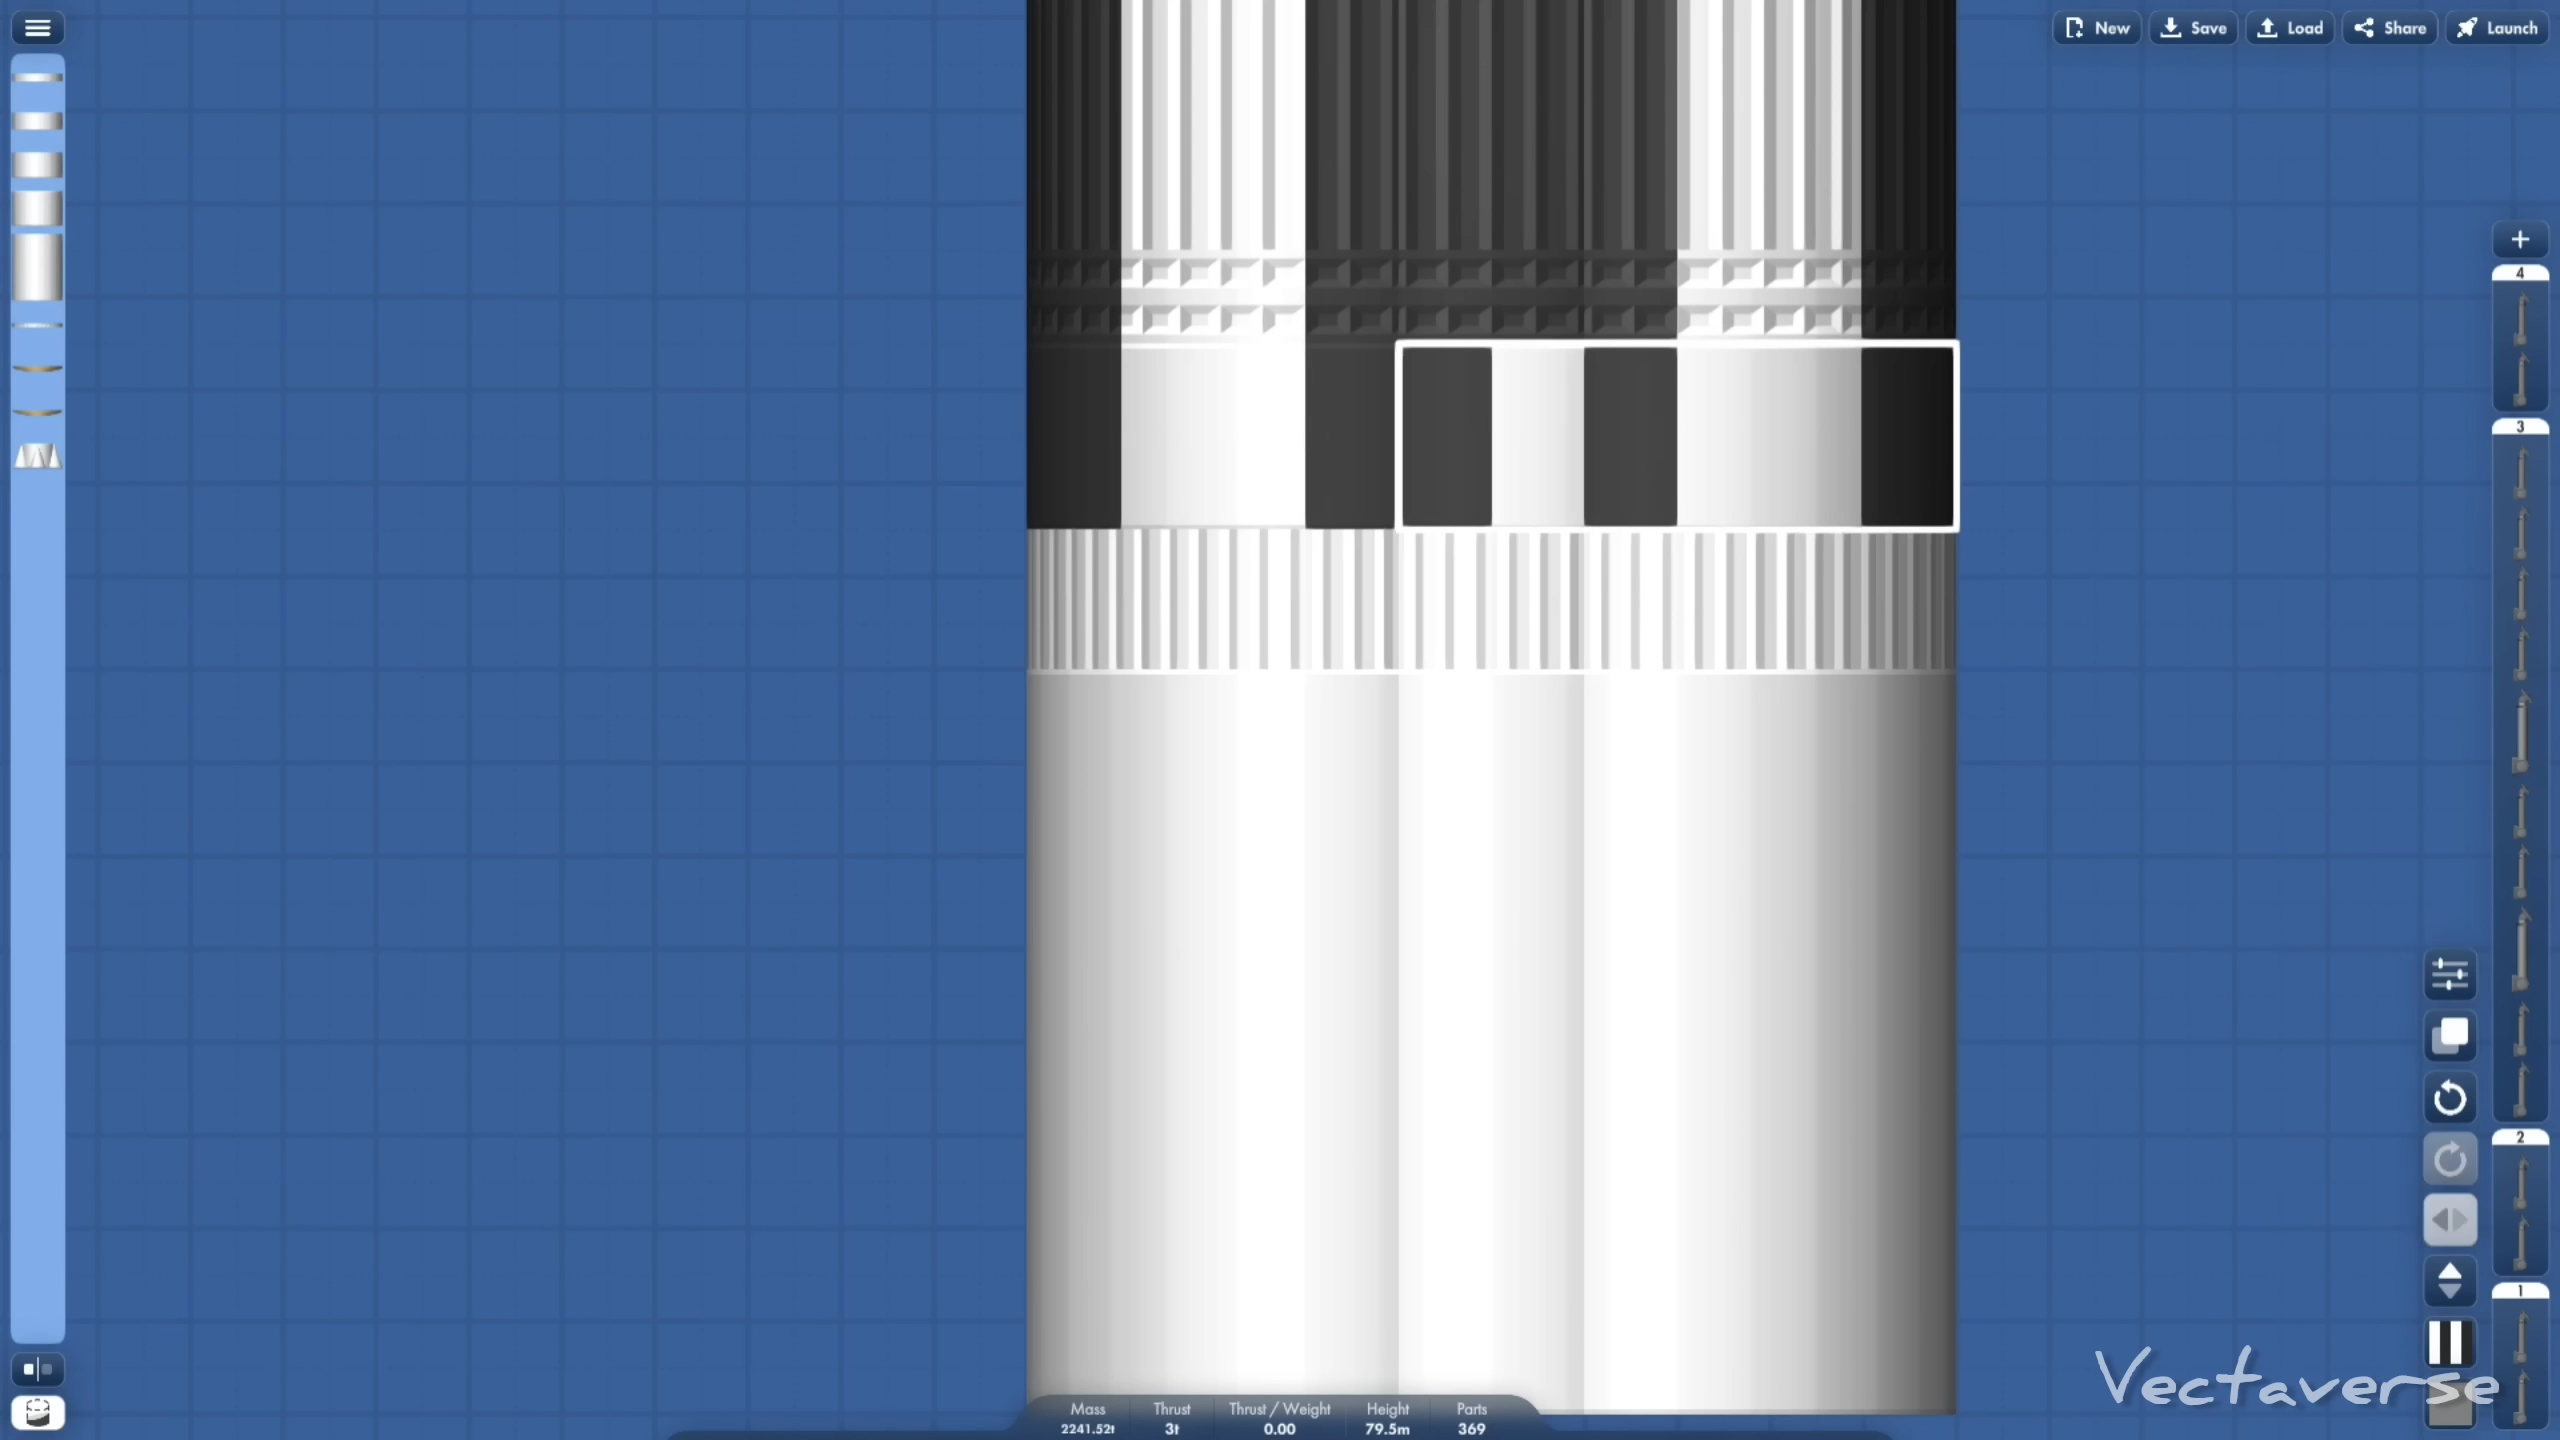 New Save Load Share Launch
4
3
2
1
Vectaverse
Mass Thrust Thrust / Weight Height Parts
2241.52t 3t 0.00 79.5m 369